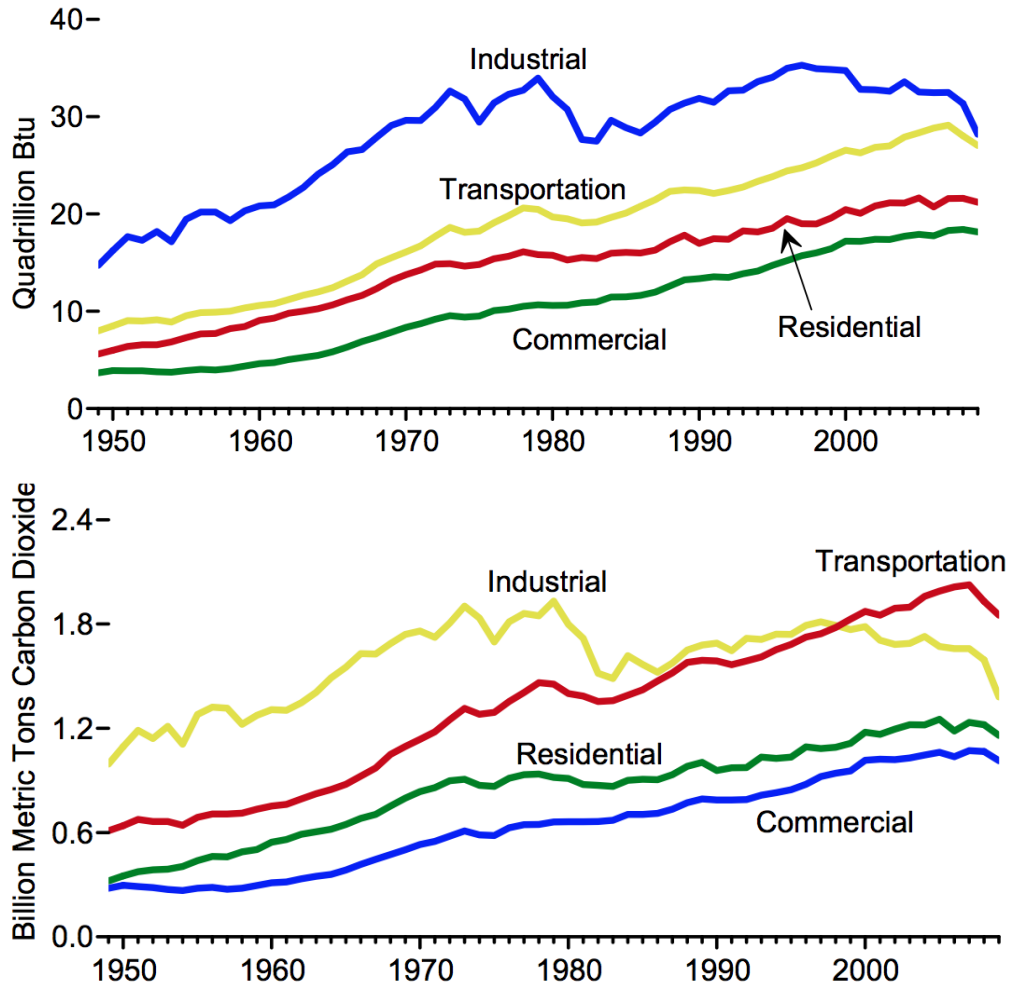 40
Industrial
30
Transportation
20
10
Residential
Commercial
0
1950 1960 1970 1980 1990 2000
Quadrillion Btu
2.4
Transportation
Industrial
1.8
1.2
Residential
0.6
Commercial
0.0
1950 1960 1970 1980 1990 2000
Billion Metric Tons Carbon Dioxide